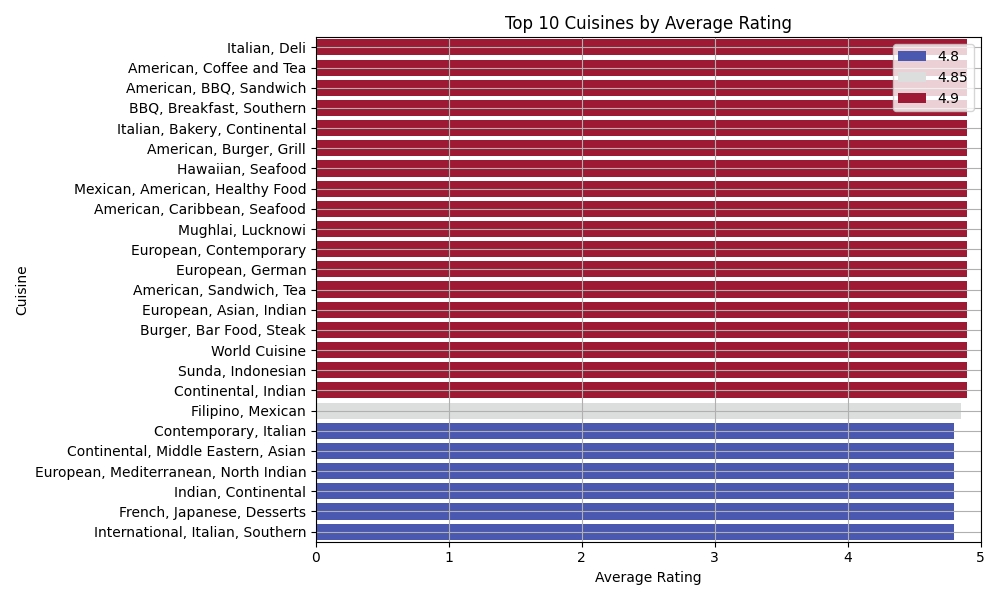 Top 10 Cuisines by Average Rating
Italian, Deli
American, Coffee and Tea
American, BBQ, Sandwich
BBQ, Breakfast, Southern
Italian, Bakery, Continental
American, Burger, Grill
Hawaiian, Seafood
Mexican, American, Healthy Food
American, Caribbean, Seafood
Mughlai, Lucknowi
European, Contemporary
European, German
American, Sandwich, Tea
European, Asian, Indian
Burger, Bar Food, Steak
World Cuisine
Sunda, Indonesian
Continental, Indian
Filipino, Mexican
Contemporary, Italian
Continental, Middle Eastern, Asian
European, Mediterranean, North Indian
Indian, Continental
French, Japanese, Desserts
International, Italian, Southern
Cuisine
4.8
4.85
4.9
0 1 2 3 4 5
Average Rating